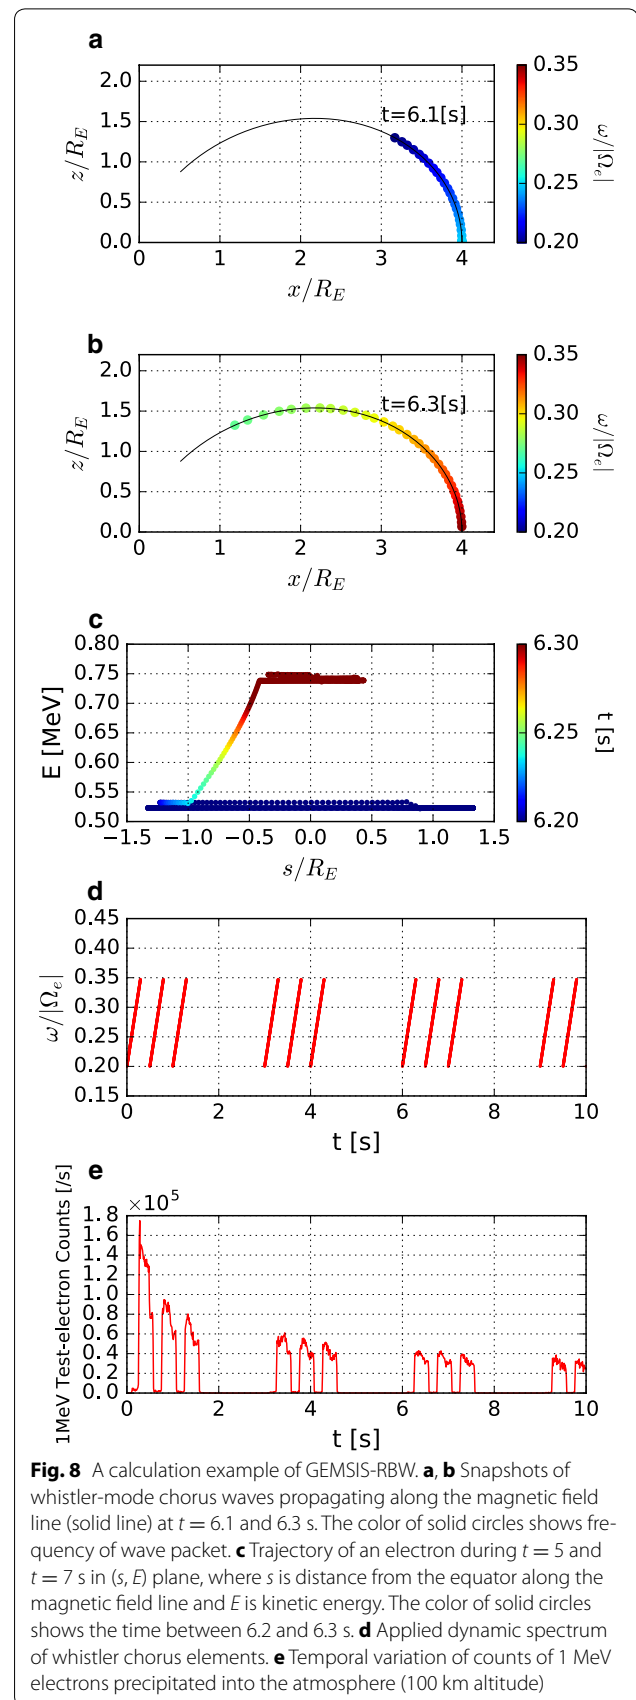 a
2.0
1.5
1.0
0.5
0.0
z/R_E
t=6.1[s]
0 1 2 3 4
x/R_E
0.35
0.30
0.25
0.20
ω/|Ω_e|
b
2.0
1.5
1.0
0.5
0.0
z/R_E
t=6.3[s]
0 1 2 3 4
x/R_E
0.35
0.30
0.25
0.20
ω/|Ω_e|
c
0.80
0.75
0.70
0.65
0.60
0.55
0.50
E [MeV]
−1.5 −1.0 −0.5 0.0 0.5 1.0 1.5
s/R_E
6.30
6.25
6.20
t [s]
d
0.45
0.40
0.35
0.30
0.25
0.20
0.15
ω/|Ω_e|
0 2 4 6 8 10
t [s]
e
×10^5
1.8
1.6
1.4
1.2
1.0
0.8
0.6
0.4
0.2
0.0
1MeV Test-electron Counts [/s]
0 2 4 6 8 10
t [s]
Fig. 8 A calculation example of GEMSIS-RBW. a, b Snapshots of
whistler-mode chorus waves propagating along the magnetic field
line (solid line) at t = 6.1 and 6.3 s. The color of solid circles shows fre-
quency of wave packet. c Trajectory of an electron during t = 5 and
t = 7 s in (s, E) plane, where s is distance from the equator along the
magnetic field line and E is kinetic energy. The color of solid circles
shows the time between 6.2 and 6.3 s. d Applied dynamic spectrum
of whistler chorus elements. e Temporal variation of counts of 1 MeV
electrons precipitated into the atmosphere (100 km altitude)